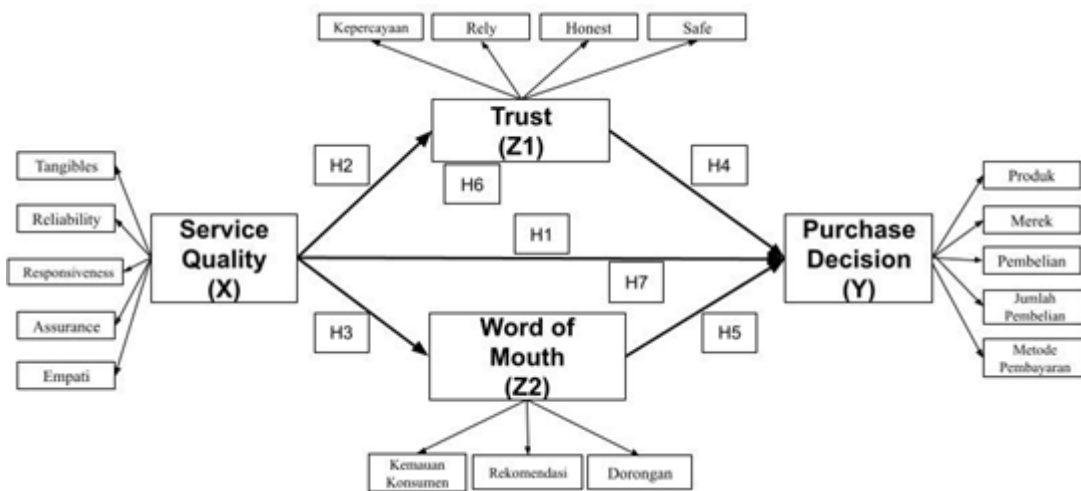 Kepercayaan
Rely
Honest
Safe
Trust
(Z1)
H2
H6
H4
Tangibles
Reliability
Responsiveness
Assurance
Empati
Service
Quality
(X)
H1
H7
Purchase
Decision
(Y)
Produk
Merek
Pembelian
Jumlah
Pembelian
Metode
Pembayaran
H3
H5
Word of
Mouth
(Z2)
Kemauan
Konsumen
Rekomendasi
Dorongan